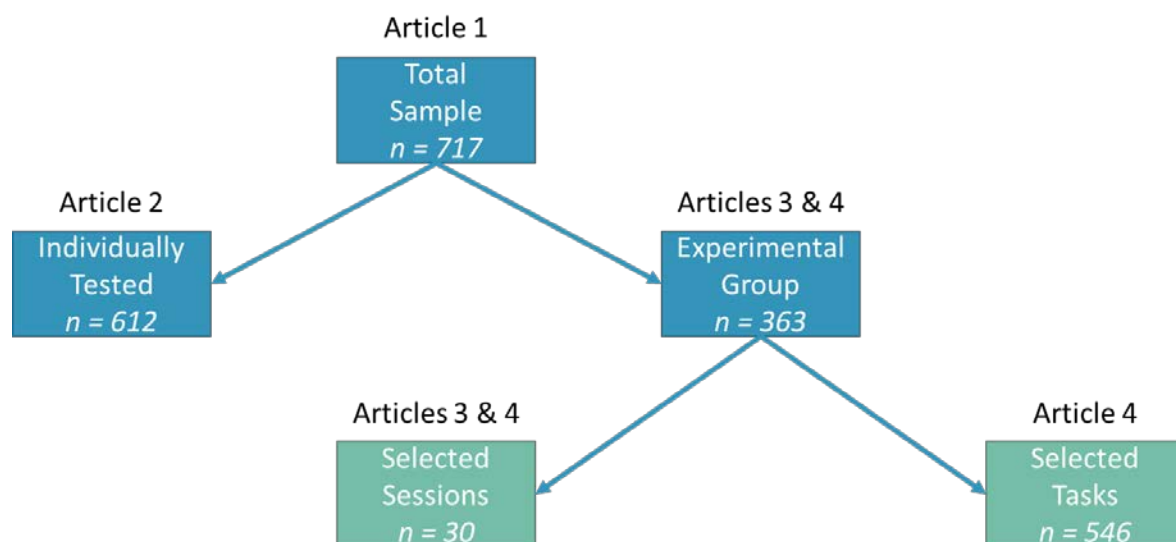 Article 1
Total
Sample
n = 717
Article 2
Individually
Tested
n = 612
Articles 3 & 4
Experimental
Group
n = 363
Articles 3 & 4
Selected
Sessions
n = 30
Article 4
Selected
Tasks
n = 546